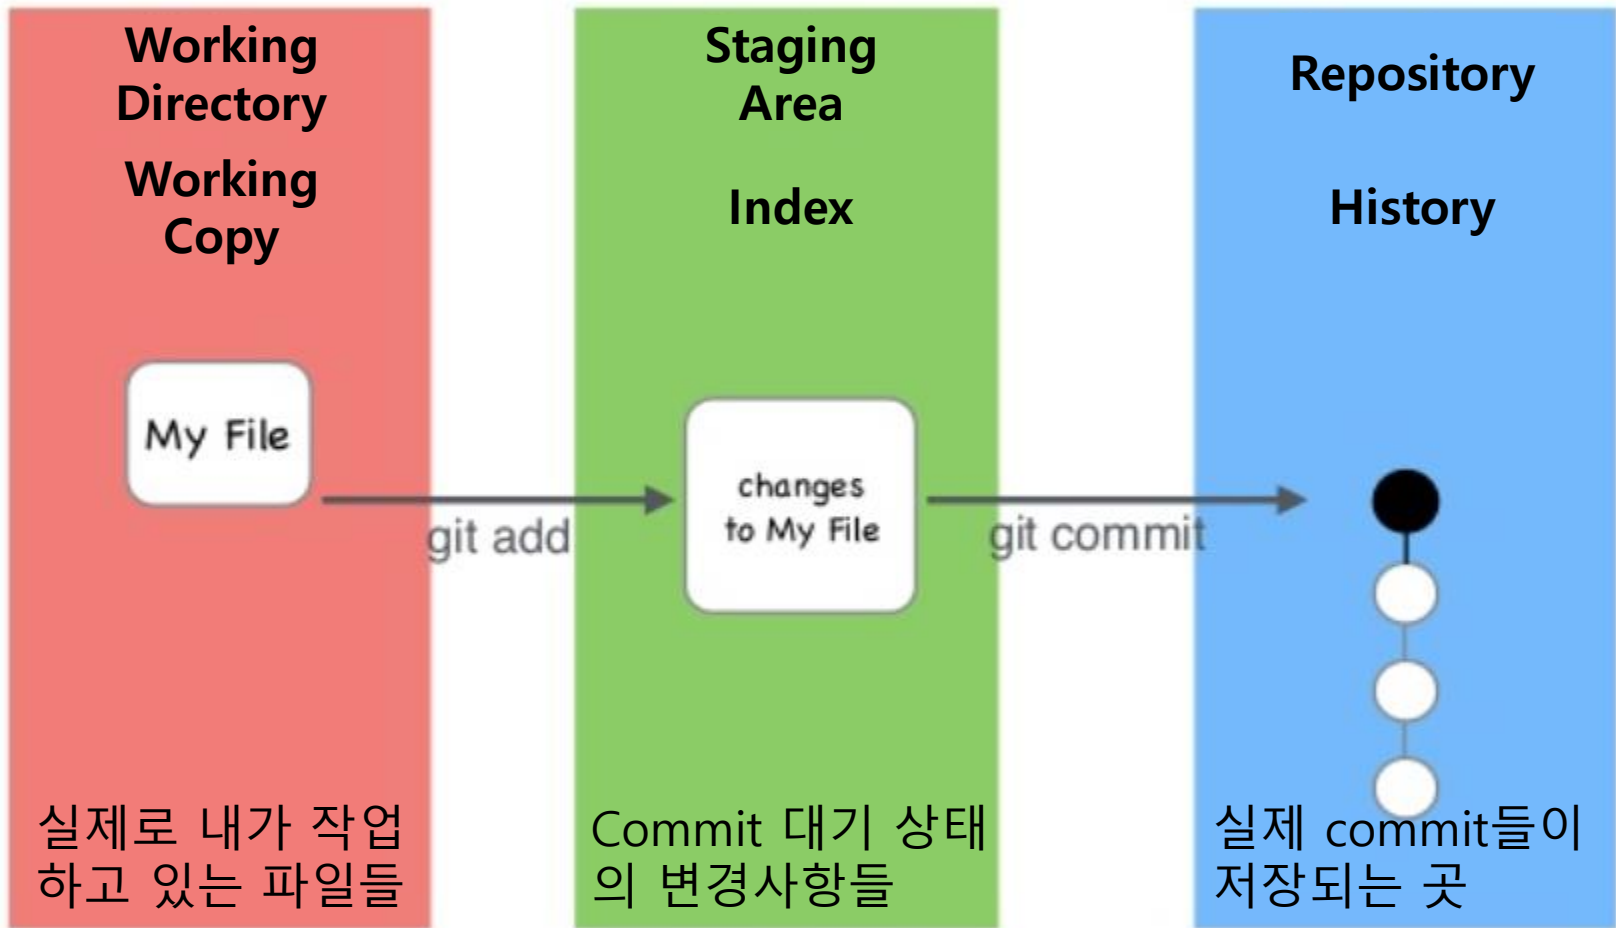 Working
Directory
Working
Copy
Staging
Area
Index
Repository
History
My File
git add
changes
to My File
git commit
실제로 내가 작업
하고 있는 파일들
Commit 대기 상태
의 변경사항들
실제 commit들이
저장되는 곳